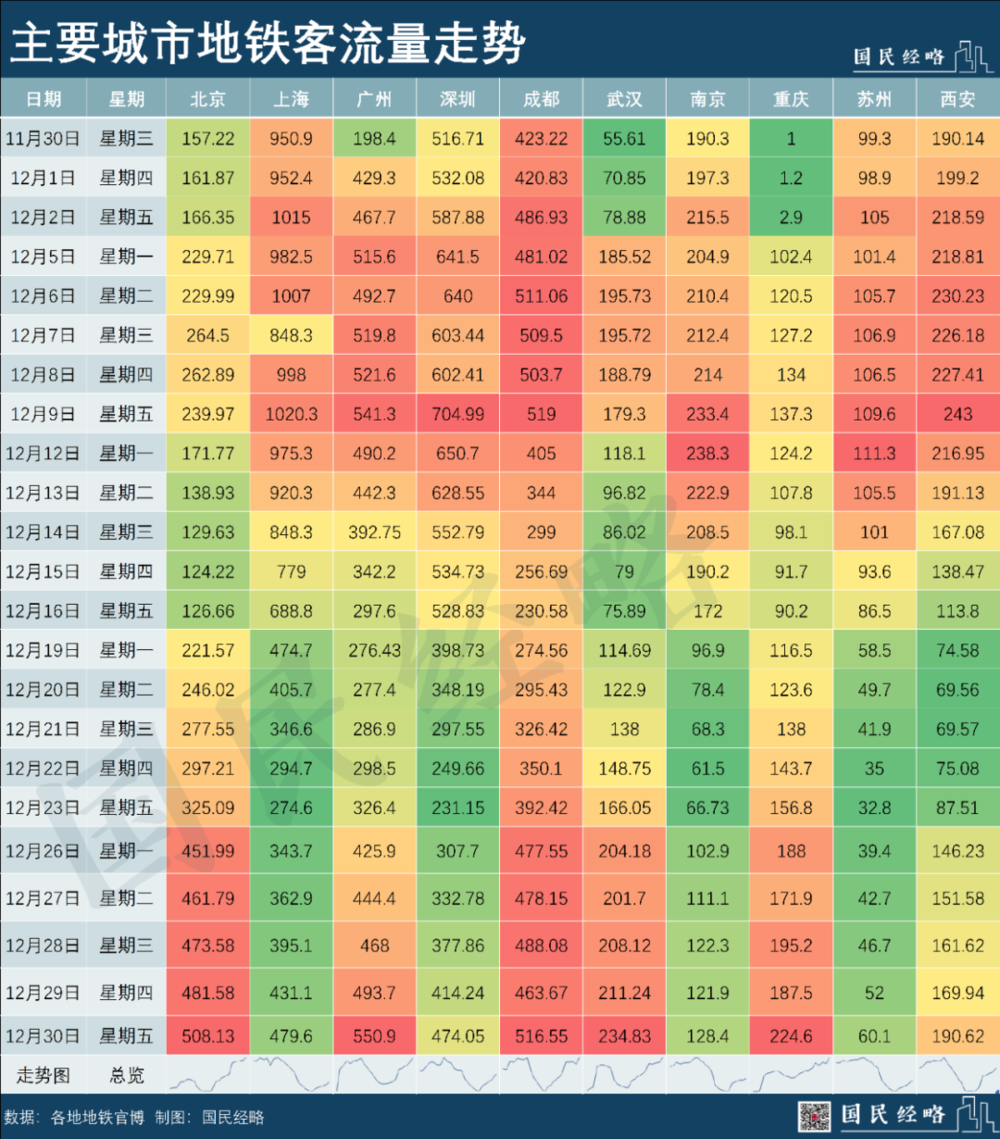 主要城市地铁客流量走势
国民经略
日期 星期 北京 上海 广州 深圳 成都 武汉 南京 重庆 苏州 西安
11月30日 星期三 157.22 950.9 198.4 516.71 423.22 55.61 190.3 1 99.3 190.14
12月1日 星期四 161.87 952.4 429.3 532.08 420.83 70.85 197.3 1.2 98.9 199.2
12月2日 星期五 166.35 1015 467.7 587.88 486.93 78.88 215.5 2.9 105 218.59
12月5日 星期一 229.71 982.5 515.6 641.5 481.02 185.52 204.9 102.4 101.4 218.81
12月6日 星期二 229.99 1007 492.7 640 511.06 195.73 210.4 120.5 105.7 230.23
12月7日 星期三 264.5 848.3 519.8 603.44 509.5 195.72 212.4 127.2 106.9 226.18
12月8日 星期四 262.89 998 521.6 602.41 503.7 188.79 214 134 106.5 227.41
12月9日 星期五 239.97 1020.3 541.3 704.99 519 179.3 233.4 137.3 109.6 243
12月12日 星期一 171.77 975.3 490.2 650.7 405 118.1 238.3 124.2 111.3 216.95
12月13日 星期二 138.93 920.3 442.3 628.55 344 96.82 222.9 107.8 105.5 191.13
12月14日 星期三 129.63 848.3 392.75 552.79 299 86.02 208.5 98.1 101 167.08
12月15日 星期四 124.22 779 342.2 534.73 256.69 79 190.2 91.7 93.6 138.47
12月16日 星期五 126.66 688.8 297.6 528.83 230.58 75.89 172 90.2 86.5 113.8
12月19日 星期一 221.57 474.7 276.43 398.73 274.56 114.69 96.9 116.5 58.5 74.58
12月20日 星期二 246.02 405.7 277.4 348.19 295.43 122.9 78.4 123.6 49.7 69.56
12月21日 星期三 277.55 346.6 286.9 297.55 326.42 138 68.3 138 41.9 69.57
12月22日 星期四 297.21 294.7 298.5 249.66 350.1 148.75 61.5 143.7 35 75.08
12月23日 星期五 325.09 274.6 326.4 231.15 392.42 166.05 66.73 156.8 32.8 87.51
12月26日 星期一 451.99 343.7 425.9 307.7 477.55 204.18 102.9 188 39.4 146.23
12月27日 星期二 461.79 362.9 444.4 332.78 478.15 201.7 111.1 171.9 42.7 151.58
12月28日 星期三 473.58 395.1 468 377.86 488.08 208.12 122.3 195.2 46.7 161.62
12月29日 星期四 481.58 431.1 493.7 414.24 463.67 211.24 121.9 187.5 52 169.94
12月30日 星期五 508.13 479.6 550.9 474.05 516.55 234.83 128.4 224.6 60.1 190.62
走势图 总览
国民经略
数据：各地地铁官博 制图：国民经略
国民经略